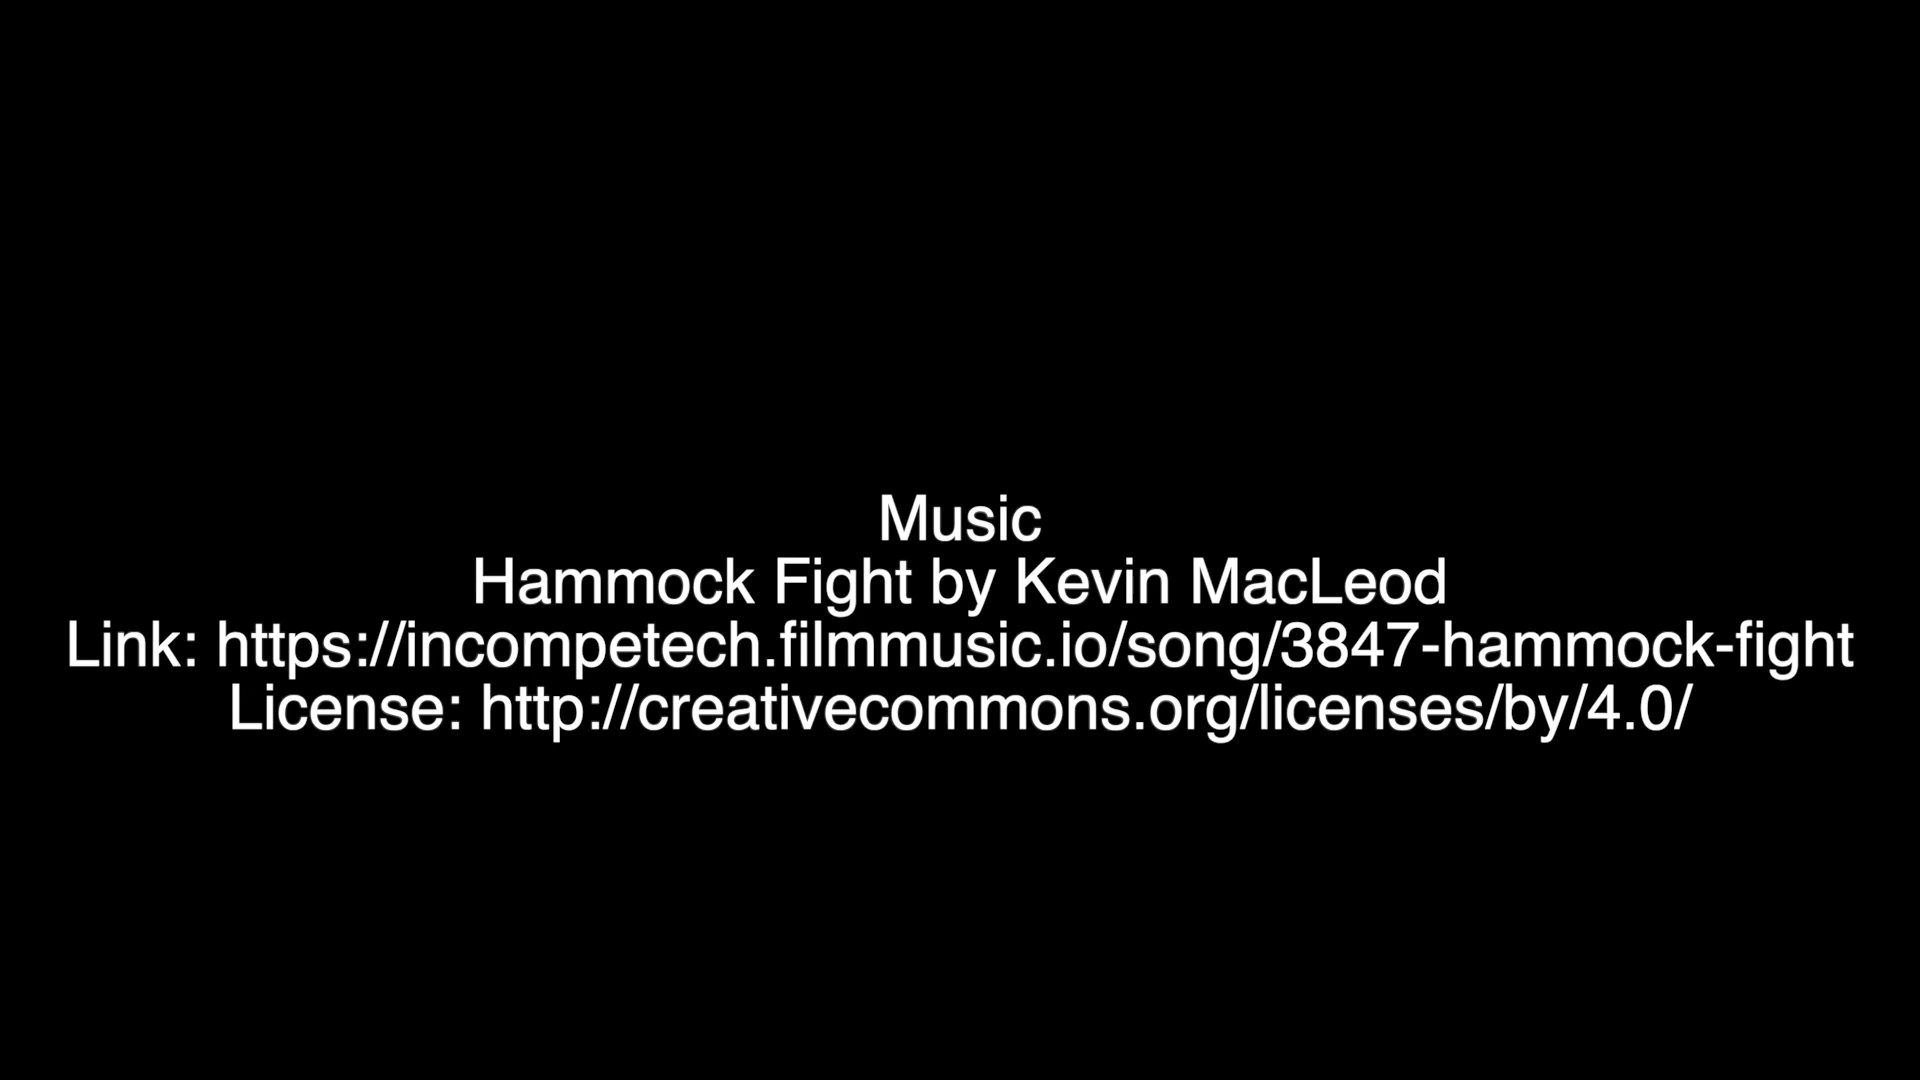 Music
Hammock Fight by Kevin MacLeod
Link: https://incompetech.filmmusic.io/song/3847-hammock-fight
License: http://creativecommons.org/licenses/by/4.0/